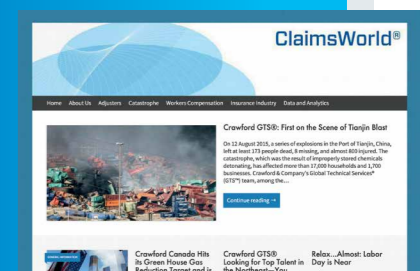 ClaimsWorld®
Home About Us Adjusters Catastrophe Workers Compensation Insurance Industry Data and Analytics
Crawford GTS®: First on the Scene of Tianjin Blast
On 12 August 2015, a series of explosions in the Port of Tianjin, China,
left at least 173 people dead, 8 missing, and almost 800 injured. The
catastrophe, which was the result of improperly stored chemicals
detonating, has affected more than 17,000 households and 1,700
businesses. Crawford & Company's Global Technical Services®
(GTS®) team, among the...
Continue reading →
Crawford Canada Hits
its Green House Gas
Reduction Target and is
Crawford GTS®
Looking for Top Talent in
the Northeast—You
Relax...Almost: Labor
Day is Near